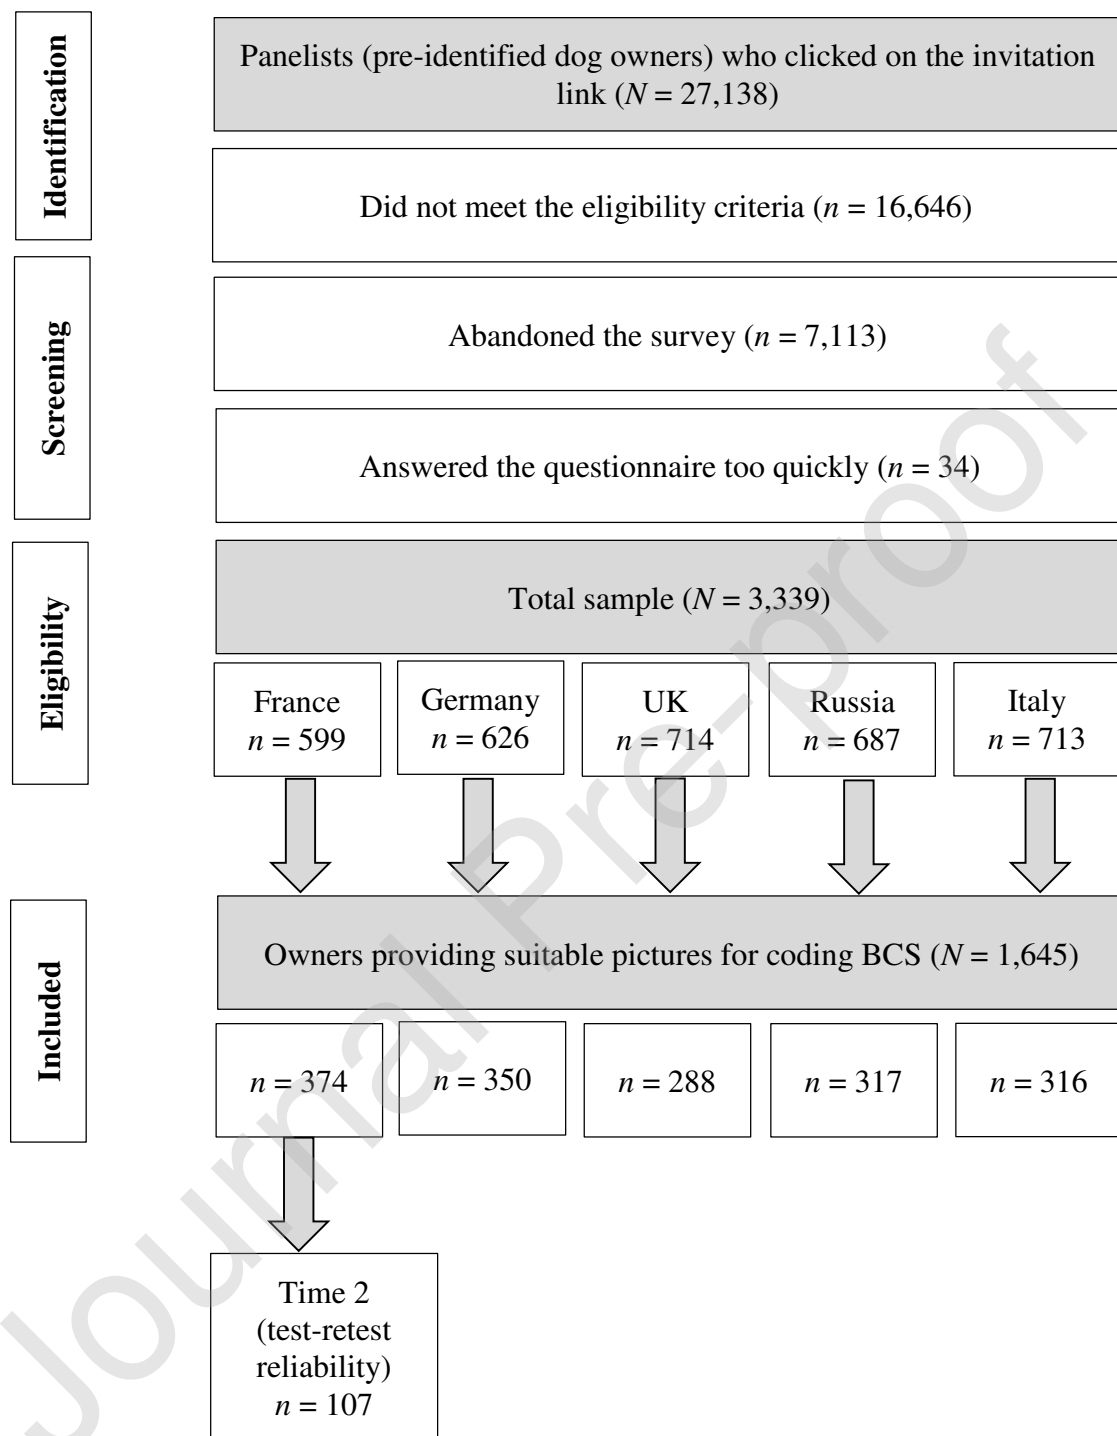 Identification
Panelists (pre-identified dog owners) who clicked on the invitation
link (N = 27,138)
Did not meet the eligibility criteria (n = 16,646)
Screening
Abandoned the survey (n = 7,113)
Answered the questionnaire too quickly (n = 34)
Eligibility
Total sample (N = 3,339)
France
n = 599
Germany
n = 626
UK
n = 714
Russia
n = 687
Italy
n = 713
Included
Owners providing suitable pictures for coding BCS (N = 1,645)
n = 374
n = 350
n = 288
n = 317
n = 316
Time 2
(test-retest
reliability)
n = 107
Journal Pre-proof